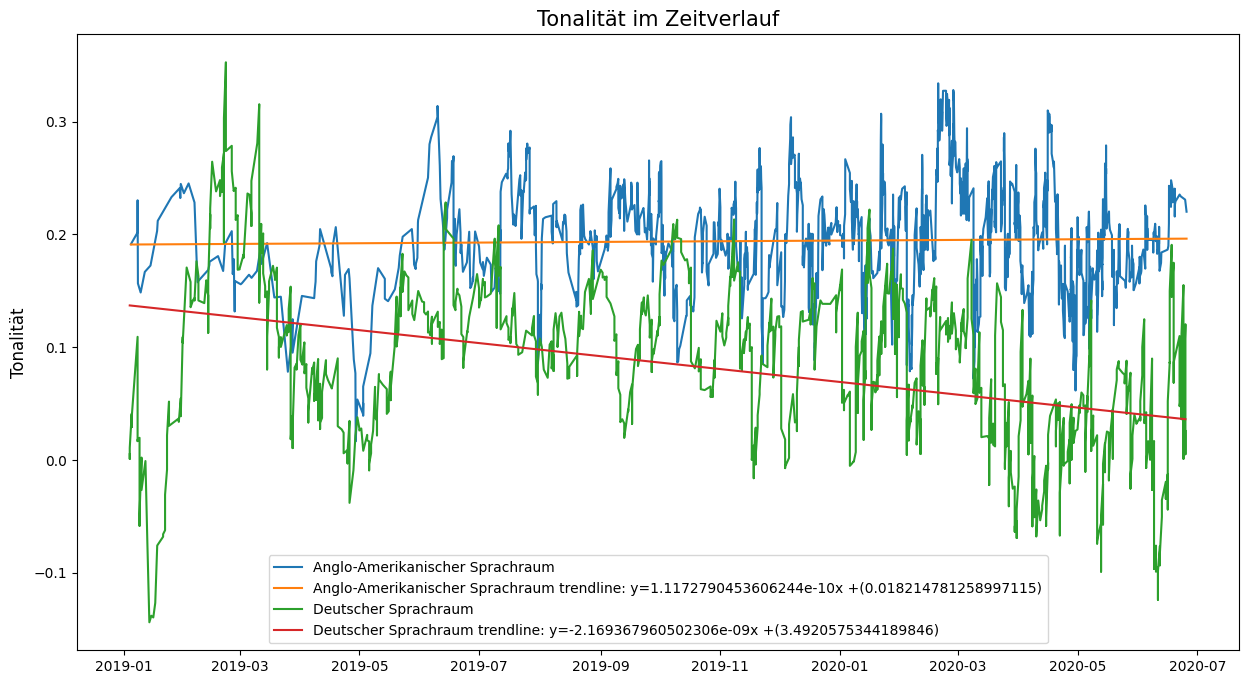 Tonalität im Zeitverlauf
Tonalität
0.3
0.2
0.1
0.0
−0.1
Anglo-Amerikanischer Sprachraum
Anglo-Amerikanischer Sprachraum trendline: y=1.1172790453606244e-10x +(0.018214781258997115)
Deutscher Sprachraum
Deutscher Sprachraum trendline: y=-2.169367960502306e-09x +(3.4920575344189846)
2019-01 2019-03 2019-05 2019-07 2019-09 2019-11 2020-01 2020-03 2020-05 2020-07